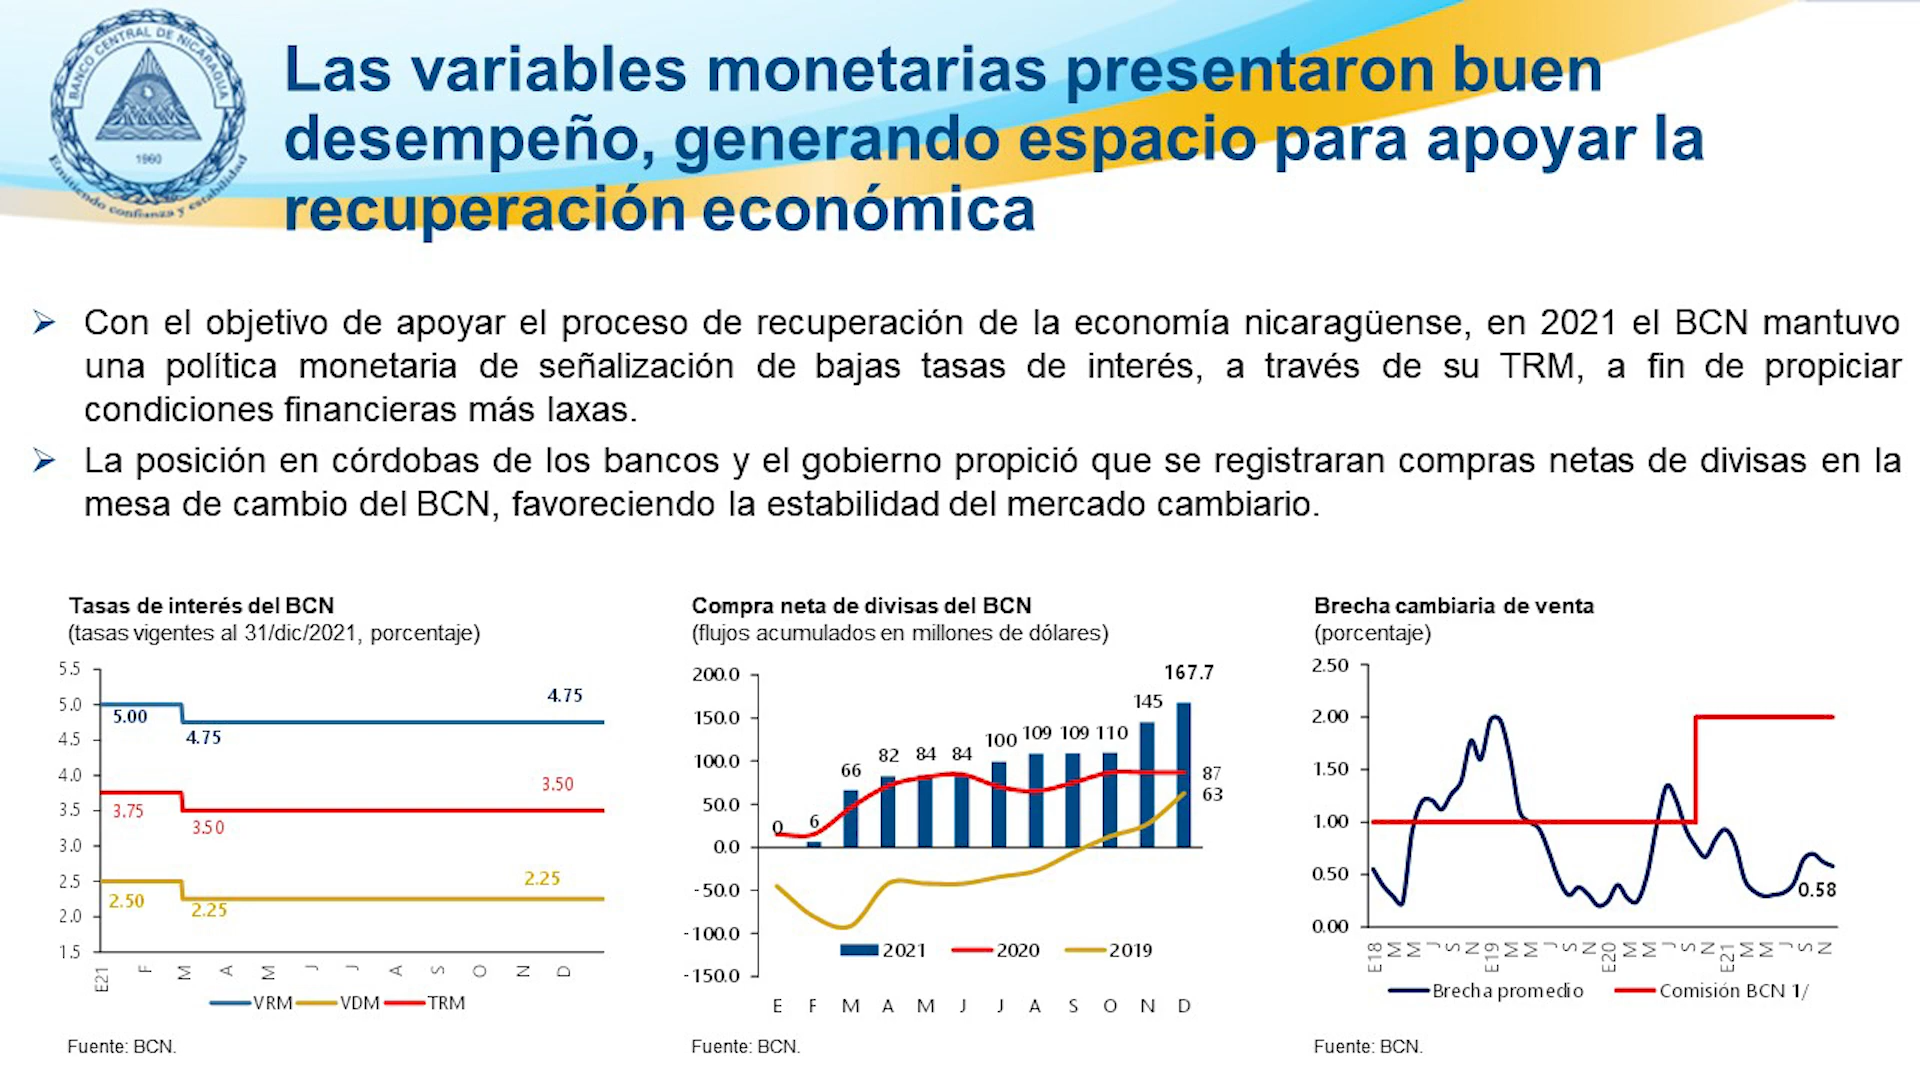 BANCO CENTRAL DE NICARAGUA
1960
Emitiendo confianza y estabilidad
Las variables monetarias presentaron buen
desempeño, generando espacio para apoyar la
recuperación económica
Con el objetivo de apoyar el proceso de recuperación de la economía nicaragüense, en 2021 el BCN mantuvo
una política monetaria de señalización de bajas tasas de interés, a través de su TRM, a fin de propiciar
condiciones financieras más laxas.
La posición en córdobas de los bancos y el gobierno propició que se registraran compras netas de divisas en la
mesa de cambio del BCN, favoreciendo la estabilidad del mercado cambiario.
Tasas de interés del BCN
(tasas vigentes al 31/dic/2021, porcentaje)
5.5
5.0
4.5
4.0
3.5
3.0
2.5
2.0
1.5
5.00
4.75
4.75
3.75
3.50
3.50
2.50
2.25
2.25
E21 F M A M J J A S O N D
VRM VDM TRM
Fuente: BCN.
Compra neta de divisas del BCN
(flujos acumulados en millones de dólares)
200.0
150.0
100.0
50.0
0.0
-50.0
-100.0
-150.0
0 6 66 82 84 84 100 109 109 110 145 167.7
87
63
2021 2020 2019
E F M A M J J A S O N D
Fuente: BCN.
Brecha cambiaria de venta
(porcentaje)
2.50
2.00
1.50
1.00
0.50
0.00
0.58
E18 M M J S N E19 M M J S N E20 M M J S N E21 M M J S N
Brecha promedio Comisión BCN 1/
Fuente: BCN.